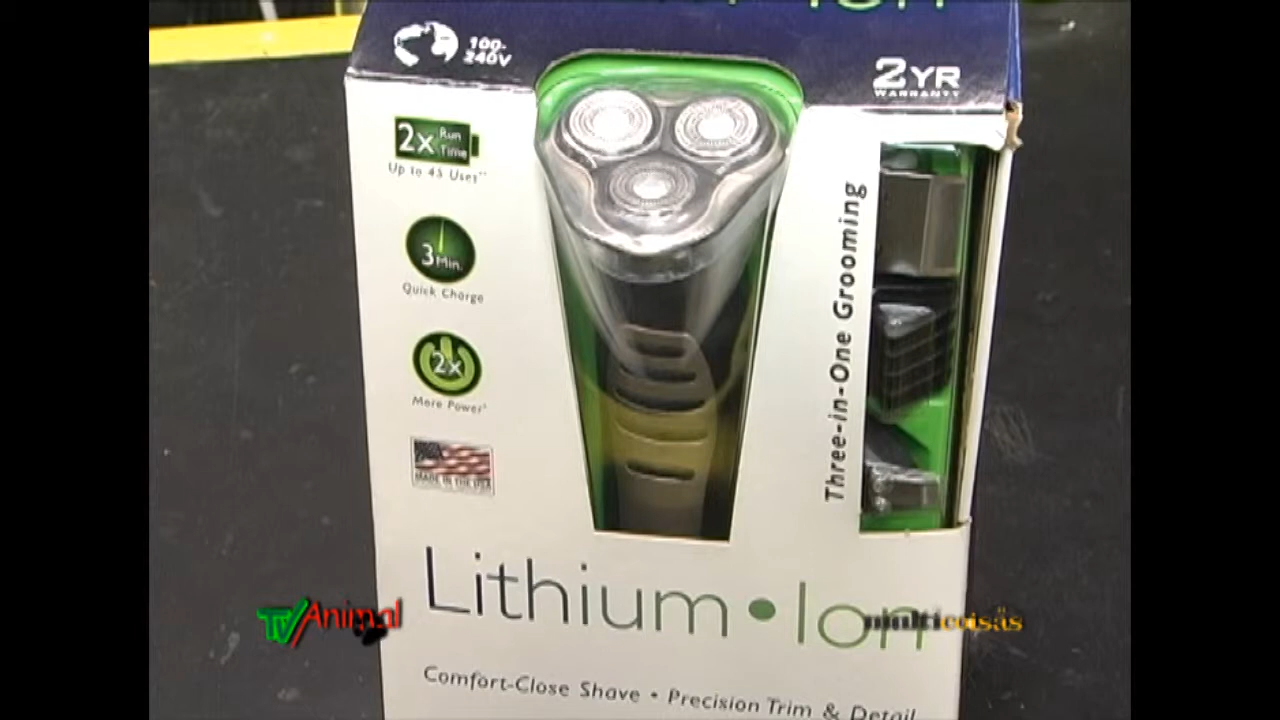 Ion
100-
240V
2YR
WARRANTY
2x Run
Time
Up to 45 Uses**
3 Min.
Quick Charge
2x
More Power*
MADE IN THE USA
Three-in-One Grooming
Lithium • Ion
TV Animal
multicoisas
Comfort-Close Shave • Precision Trim & Detail